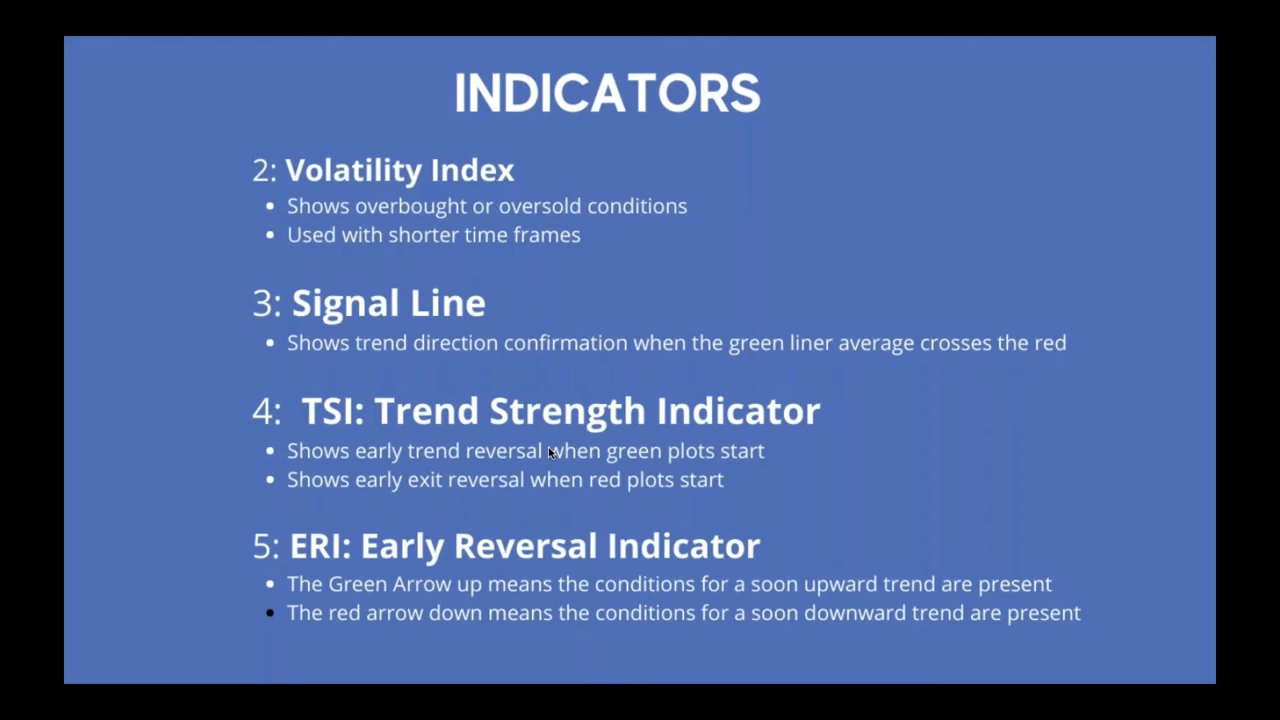 INDICATORS
2: Volatility Index
• Shows overbought or oversold conditions
• Used with shorter time frames
3: Signal Line
• Shows trend direction confirmation when the green liner average crosses the red
4: TSI: Trend Strength Indicator
• Shows early trend reversal when green plots start
• Shows early exit reversal when red plots start
5: ERI: Early Reversal Indicator
• The Green Arrow up means the conditions for a soon upward trend are present
• The red arrow down means the conditions for a soon downward trend are present